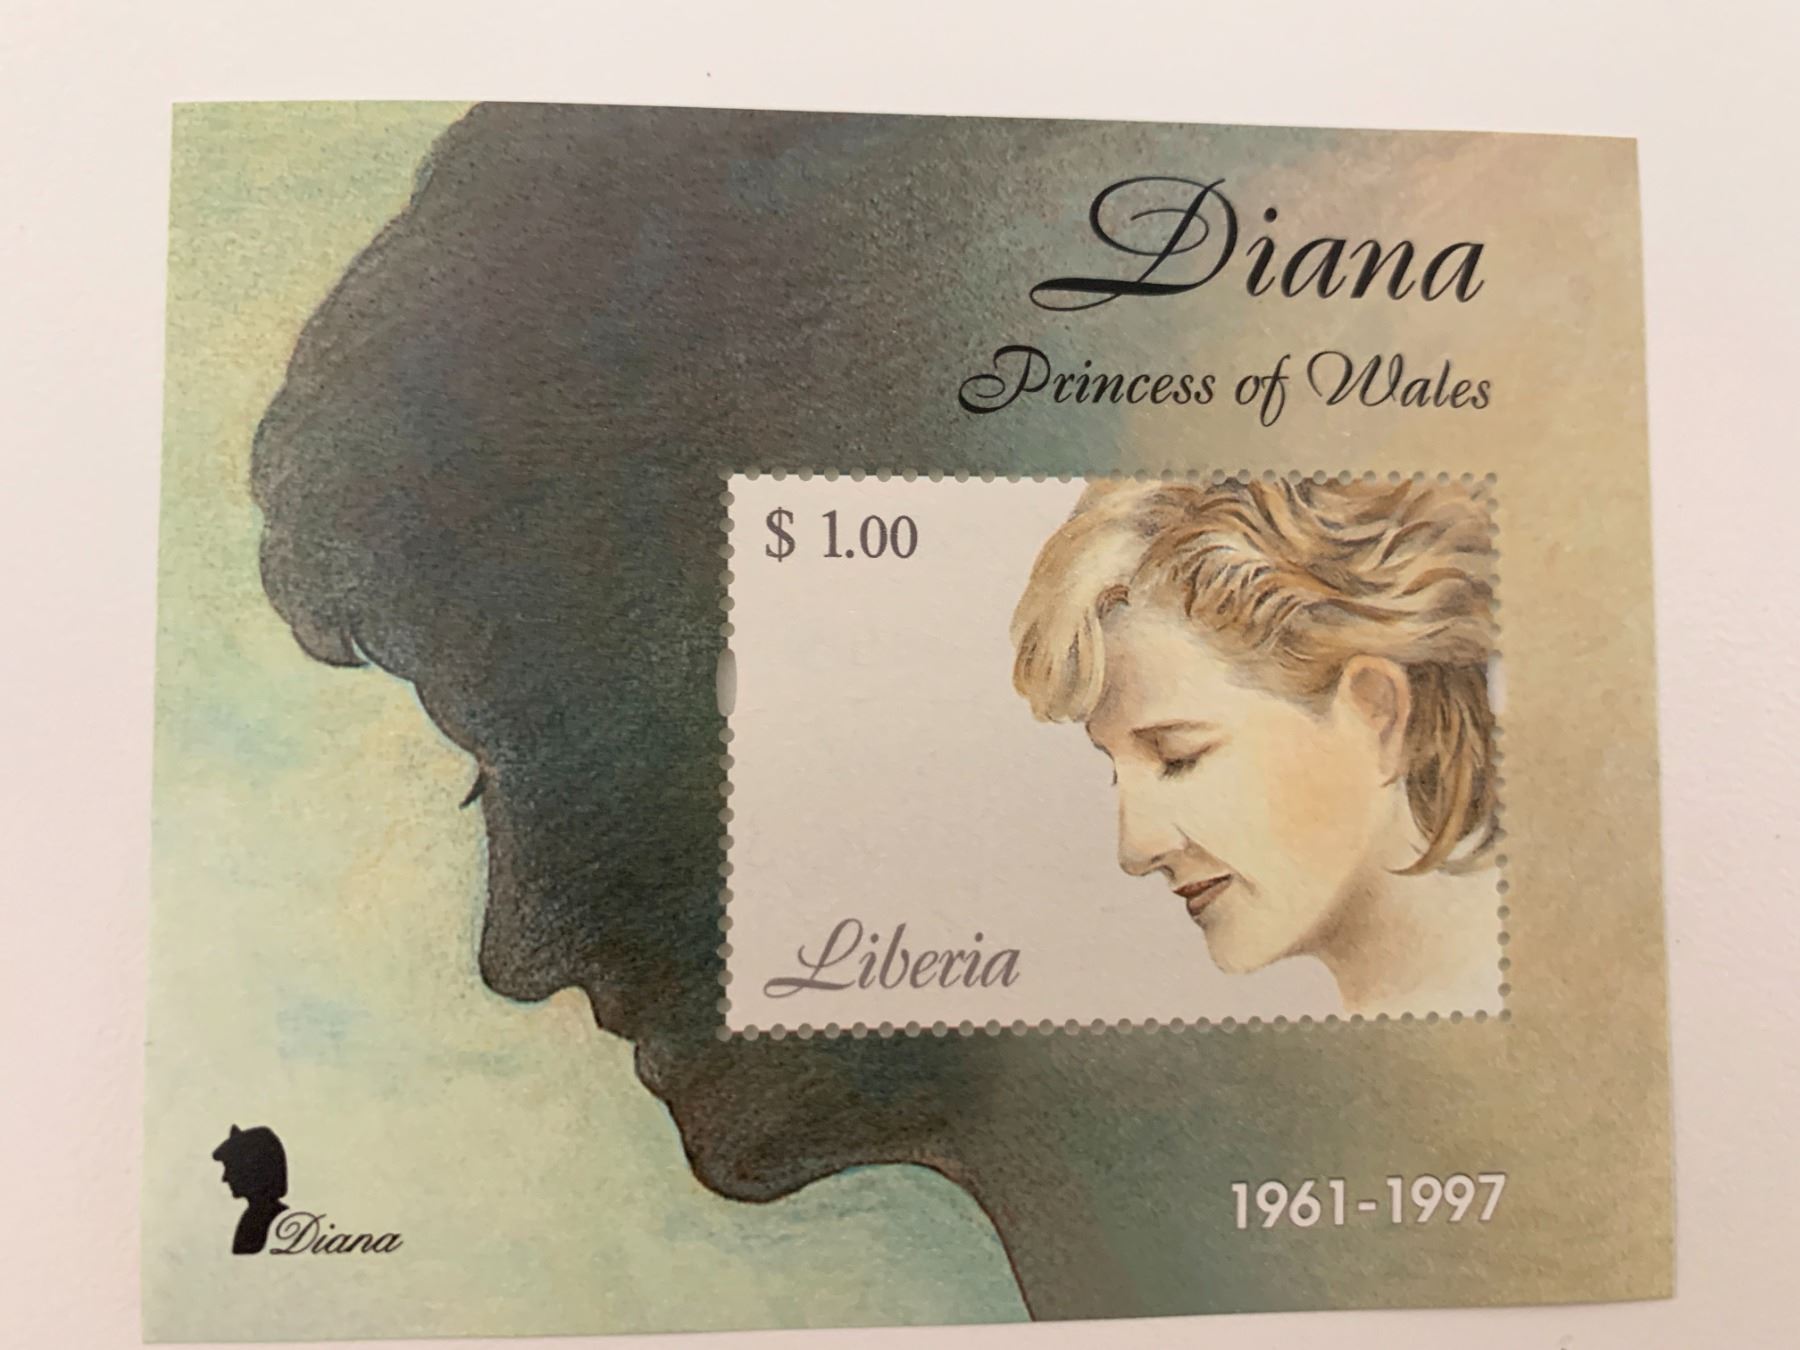 Diana
Princess of Wales
$ 1.00
Liberia
1961-1997
Diana